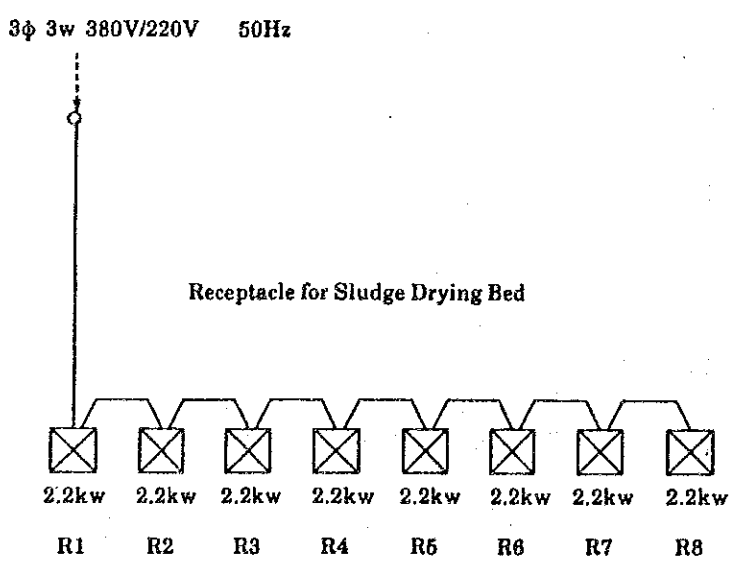 3φ 3w 380V/220V 50Hz
Receptacle for Sludge Drying Bed
2.2kw 2.2kw 2.2kw 2.2kw 2.2kw 2.2kw 2.2kw 2.2kw
R1 R2 R3 R4 R5 R6 R7 R8